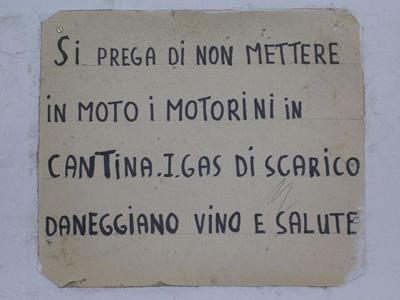 Si PREGA Di NON METTERE
iN MOTO i MOTORiNi iN
CANTiNA.I.GAS Di SCARiCO
DANEGGiANO ViNO E SALUTE